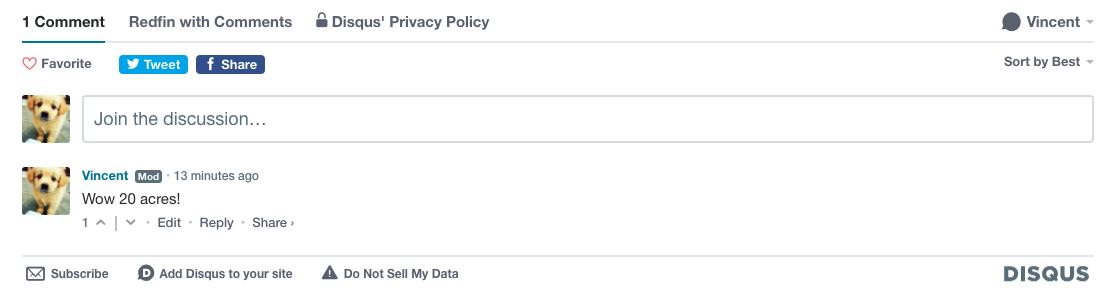 1 Comment Redfin with Comments Disqus' Privacy Policy Vincent
Favorite Tweet Share Sort by Best
Join the discussion…
Vincent Mod · 13 minutes ago
Wow 20 acres!
1 | · Edit · Reply · Share ›
Subscribe Add Disqus to your site Do Not Sell My Data DISQUS